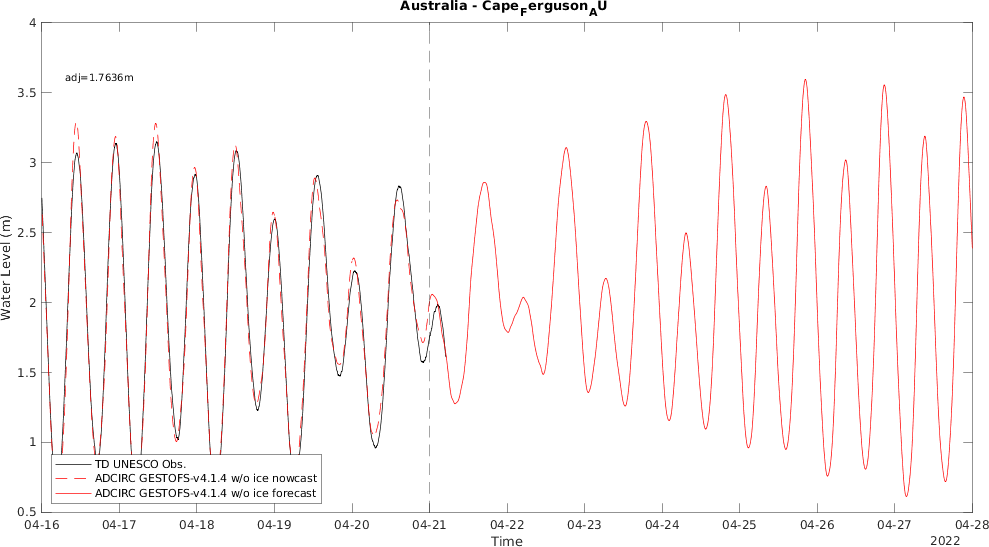 Australia - Cape_Ferguson_AU
4
adj=1.7636m
3.5
3
2.5
2
1.5
1
0.5
Water Level (m)
TD UNESCO Obs.
ADCIRC GESTOFS-v4.1.4 w/o ice nowcast
ADCIRC GESTOFS-v4.1.4 w/o ice forecast
04-16 04-17 04-18 04-19 04-20 04-21 04-22 04-23 04-24 04-25 04-26 04-27 04-28
Time
2022